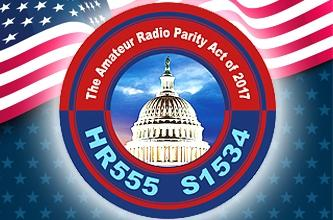 The Amateur Radio Parity Act of 2017
HR555 S1534